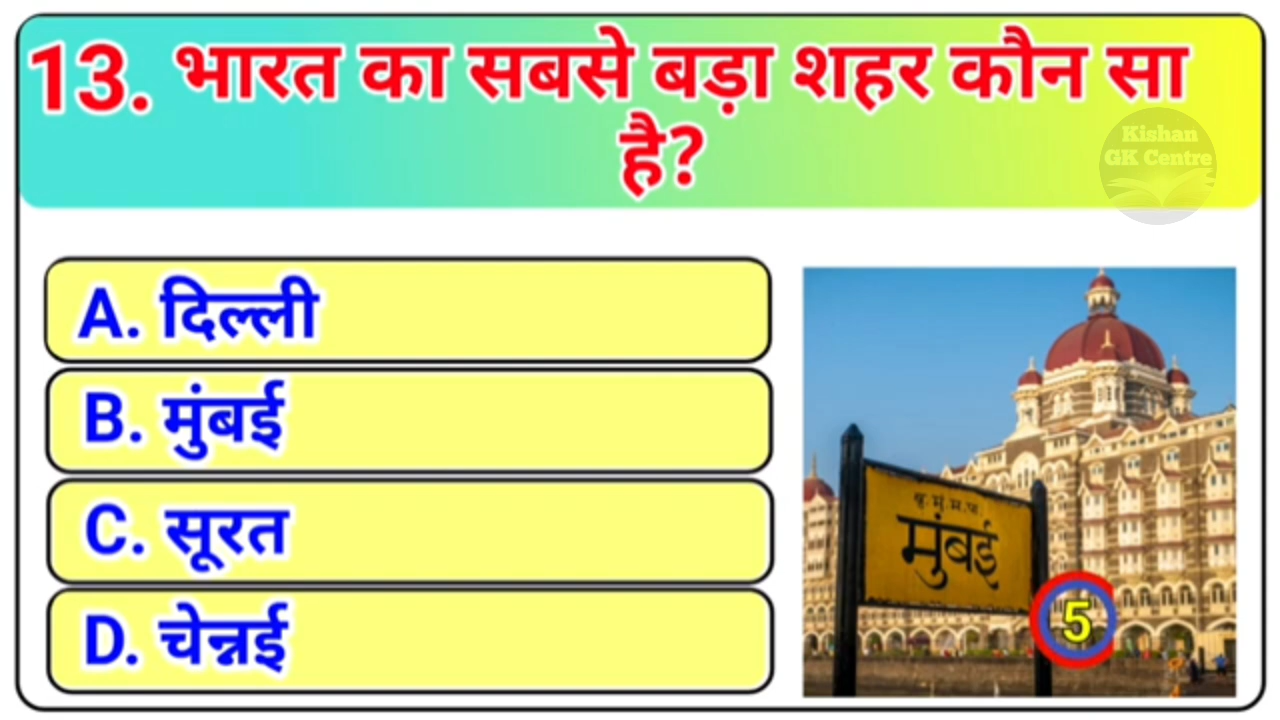 13. भारत का सबसे बड़ा शहर कौन सा
है?
Kishan
GK Centre
A. दिल्ली
B. मुंबई
C. सूरत
D. चेन्नई
बृ.मुं.म.पा.
मुंबई
5